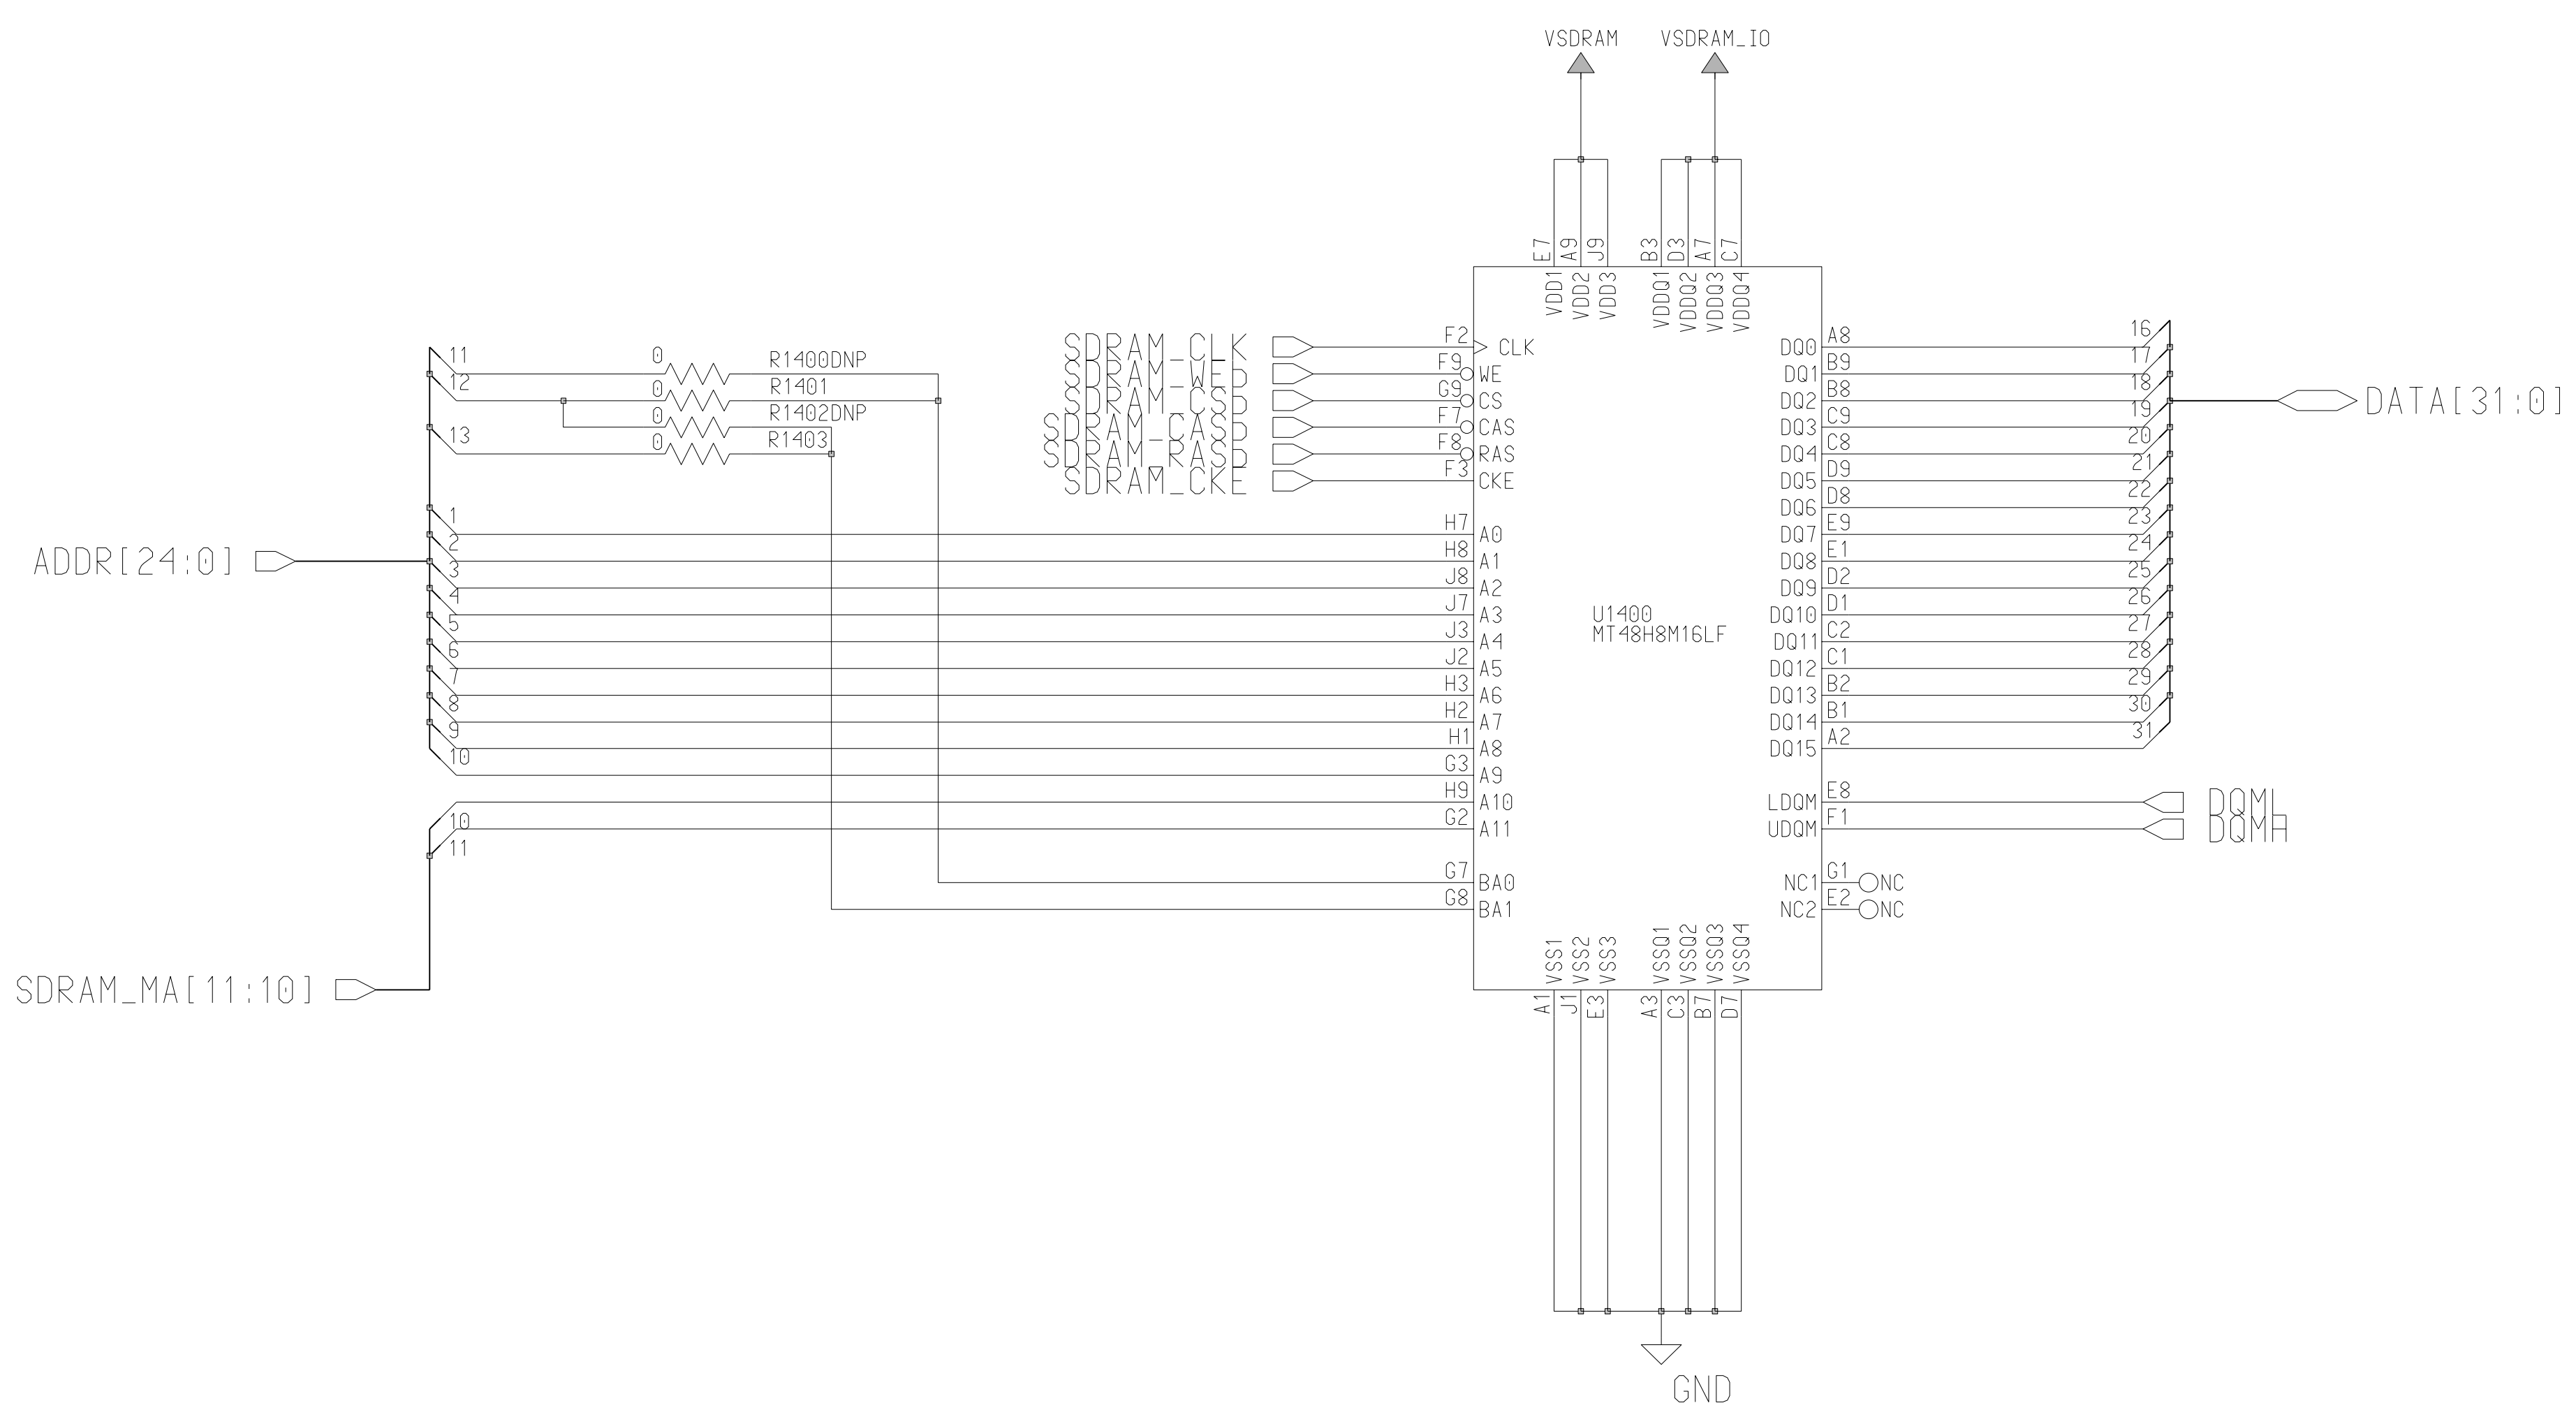 VSDRAM VSDRAM_IO
E7 A9 J9 B3 D3 A7 C7
VDD1 VDD2 VDD3 VDDQ1 VDDQ2 VDDQ3 VDDQ4
11 0 R1400DNP
12 0 R1401
0 R1402DNP
13 0 R1403
SDRAM_CLK F2 CLK
F9 WE
G9 CS
F7 CAS
F8 RAS
SDRAM_CKE F3 CKE
ADDR[24:0]
1 H7 A0
2 H8 A1
3 J8 A2
4 J7 A3
5 J3 A4
6 J2 A5
7 H3 A6
8 H2 A7
9 H1 A8
10 G3 A9
10 H9 A10
11 G2 A11
G7 BA0
G8 BA1
SDRAM_MA[11:10]
U1400
MT48H8M16LF
DQ0 A8 16
DQ1 B9 17
DQ2 B8 18
DQ3 C9 19
DQ4 C8 20
DQ5 D9 21
DQ6 D8 22
DQ7 E9 23
DQ8 E1 24
DQ9 D2 25
DQ10 D1 26
DQ11 C2 27
DQ12 C1 28
DQ13 B2 29
DQ14 B1 30
DQ15 A2 31
DATA[31:0]
LDQM E8
UDQM F1
NC1 G1 NC
NC2 E2 NC
VSS1 VSS2 VSS3 VSSQ1 VSSQ2 VSSQ3 VSSQ4
A1 J1 E3 A3 C3 B7 D7
GND